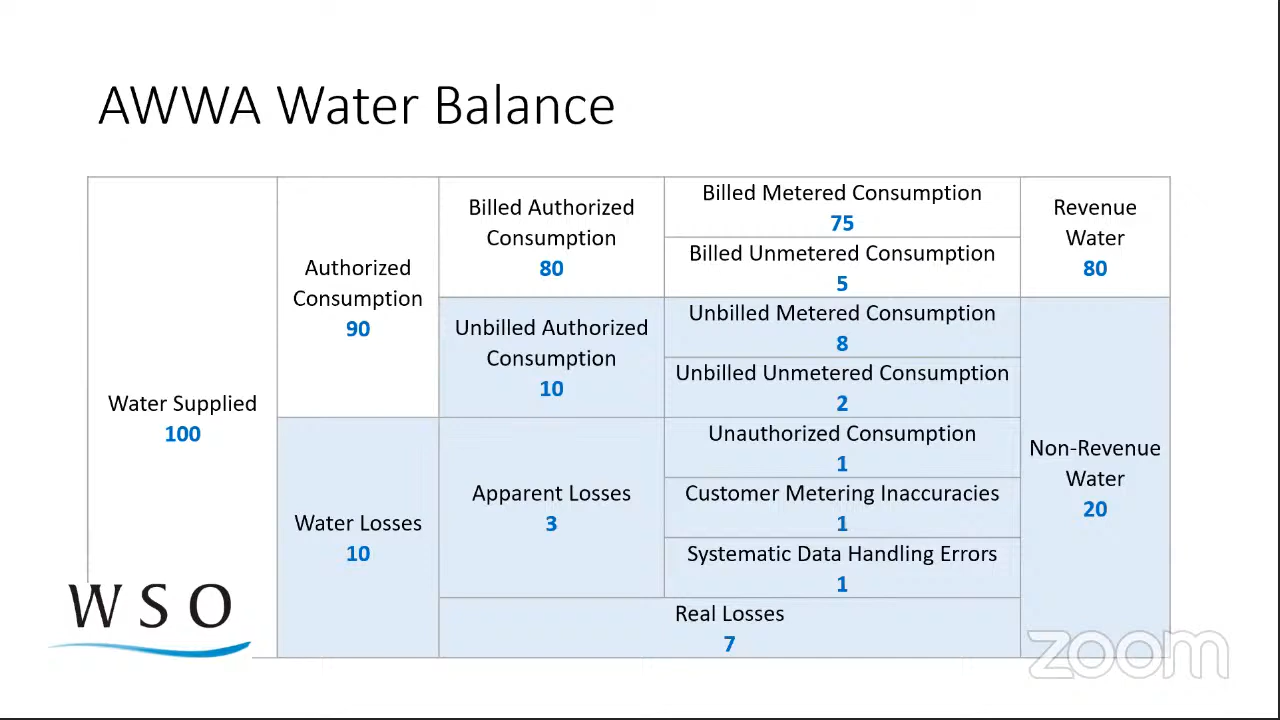 AWWA Water Balance
Water Supplied
100
Authorized
Consumption
90
Water Losses
10
Billed Authorized
Consumption
80
Unbilled Authorized
Consumption
10
Apparent Losses
3
Billed Metered Consumption
75
Billed Unmetered Consumption
5
Unbilled Metered Consumption
8
Unbilled Unmetered Consumption
2
Unauthorized Consumption
1
Customer Metering Inaccuracies
1
Systematic Data Handling Errors
1
Real Losses
7
Revenue
Water
80
Non-Revenue
Water
20
WSO
zoom